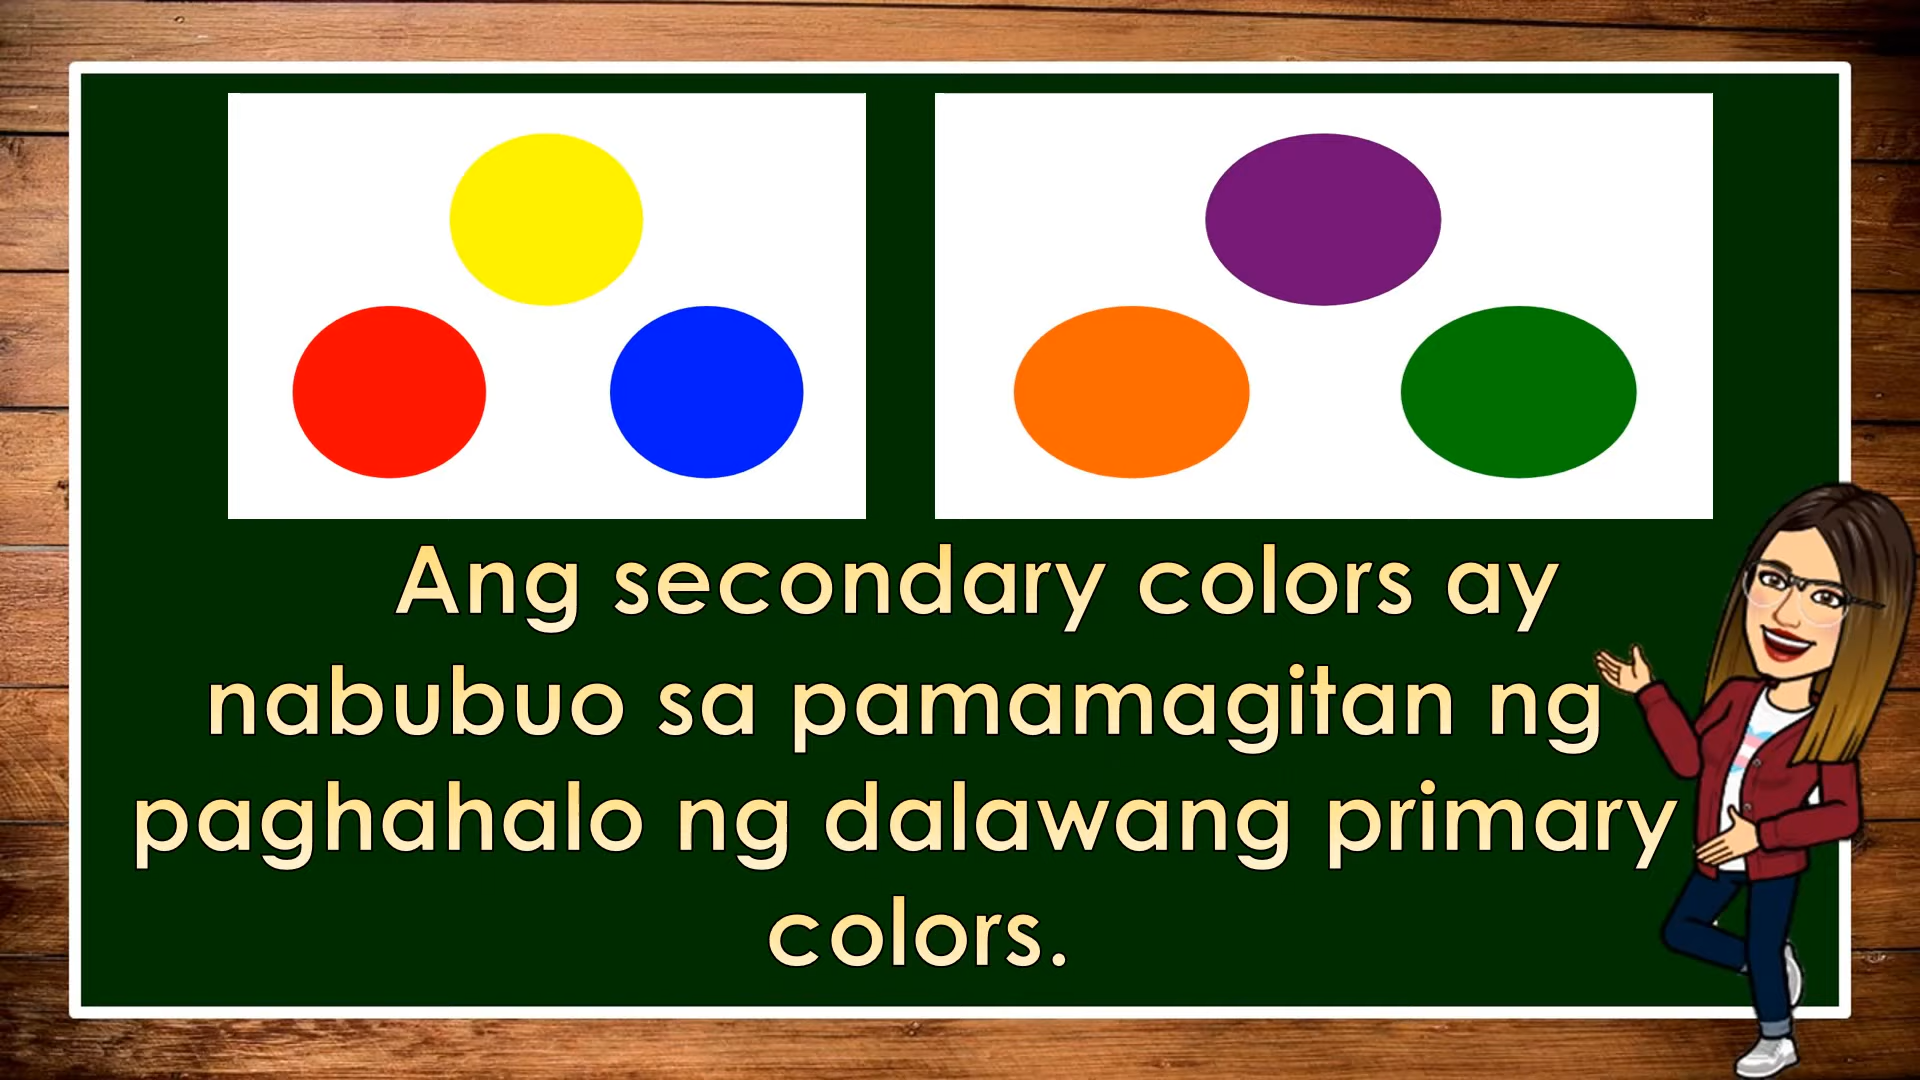 Ang secondary colors ay
nabubuo sa pamamagitan ng
paghahalo ng dalawang primary
colors.